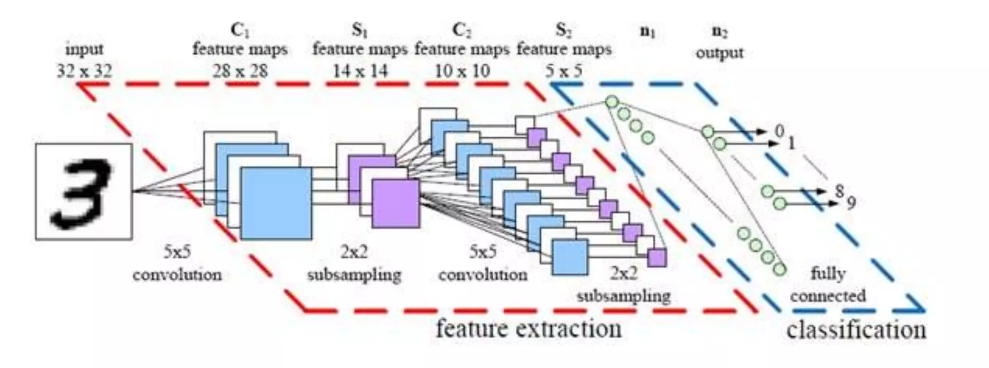 input
32 x 32
C₁
feature maps
28 x 28
S₁
feature maps
14 x 14
C₂
feature maps
10 x 10
S₂
feature maps
5 x 5
n₁
n₂
output
3
0
1
8
9
5x5
convolution
2x2
subsampling
5x5
convolution
2x2
subsampling
fully
connected
feature extraction
classification